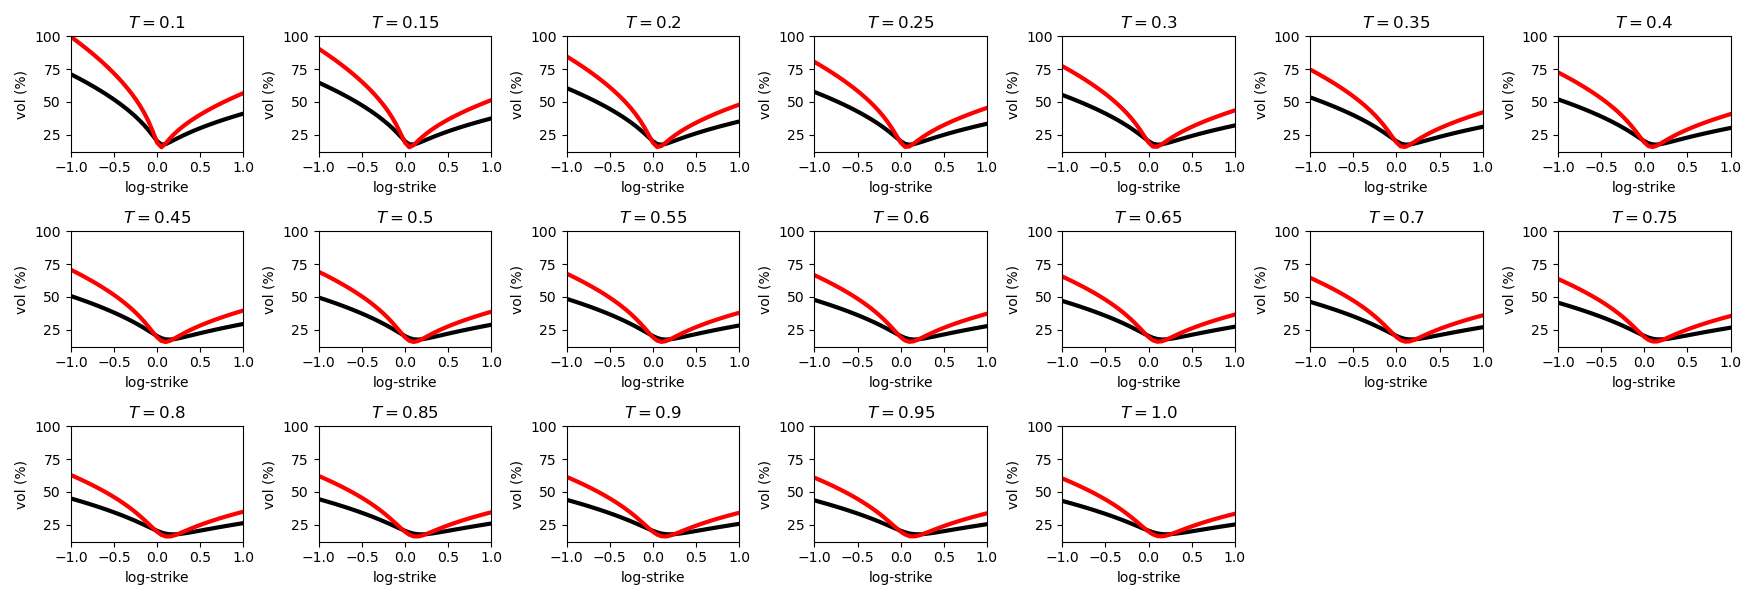 T = 0.1 T = 0.15 T = 0.2 T = 0.25 T = 0.3 T = 0.35 T = 0.4
100 100 100 100 100 100 100
75 75 75 75 75 75 75
50 50 50 50 50 50 50
25 25 25 25 25 25 25
vol (%) vol (%) vol (%) vol (%) vol (%) vol (%) vol (%)
−1.0 −0.5 0.0 0.5 1.0 −1.0 −0.5 0.0 0.5 1.0 −1.0 −0.5 0.0 0.5 1.0 −1.0 −0.5 0.0 0.5 1.0 −1.0 −0.5 0.0 0.5 1.0 −1.0 −0.5 0.0 0.5 1.0 −1.0 −0.5 0.0 0.5 1.0
log-strike log-strike log-strike log-strike log-strike log-strike log-strike
T = 0.45 T = 0.5 T = 0.55 T = 0.6 T = 0.65 T = 0.7 T = 0.75
100 100 100 100 100 100 100
75 75 75 75 75 75 75
50 50 50 50 50 50 50
25 25 25 25 25 25 25
vol (%) vol (%) vol (%) vol (%) vol (%) vol (%) vol (%)
−1.0 −0.5 0.0 0.5 1.0 −1.0 −0.5 0.0 0.5 1.0 −1.0 −0.5 0.0 0.5 1.0 −1.0 −0.5 0.0 0.5 1.0 −1.0 −0.5 0.0 0.5 1.0 −1.0 −0.5 0.0 0.5 1.0 −1.0 −0.5 0.0 0.5 1.0
log-strike log-strike log-strike log-strike log-strike log-strike log-strike
T = 0.8 T = 0.85 T = 0.9 T = 0.95 T = 1.0
100 100 100 100 100
75 75 75 75 75
50 50 50 50 50
25 25 25 25 25
vol (%) vol (%) vol (%) vol (%) vol (%)
−1.0 −0.5 0.0 0.5 1.0 −1.0 −0.5 0.0 0.5 1.0 −1.0 −0.5 0.0 0.5 1.0 −1.0 −0.5 0.0 0.5 1.0 −1.0 −0.5 0.0 0.5 1.0
log-strike log-strike log-strike log-strike log-strike